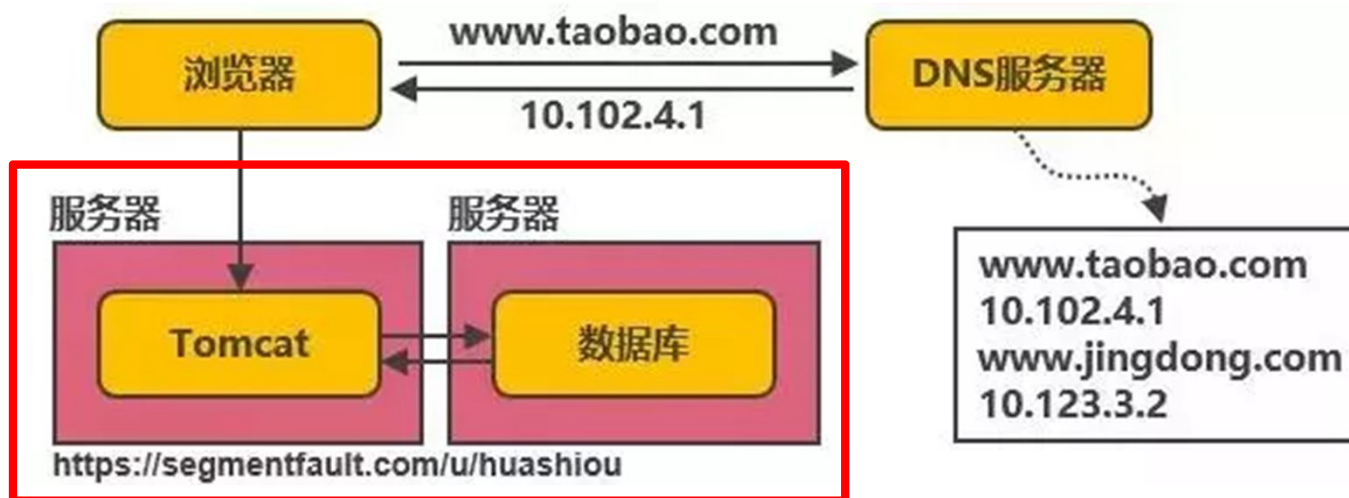 www.taobao.com
浏览器
DNS服务器
10.102.4.1
服务器
服务器
Tomcat
数据库
www.taobao.com
10.102.4.1
www.jingdong.com
10.123.3.2
https://segmentfault.com/u/huashiou